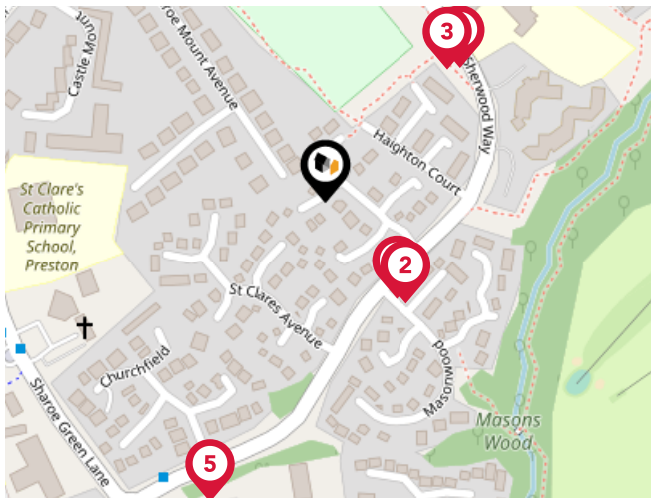 Castle Mount
roe Mount Avenue
3
Sherwood Way
Haighton Court
St Clare's
Catholic
Primary
School,
Preston
2
St Clares Avenue
Churchfield
Masonwood
Masons
Wood
Sharoe Green Lane
5